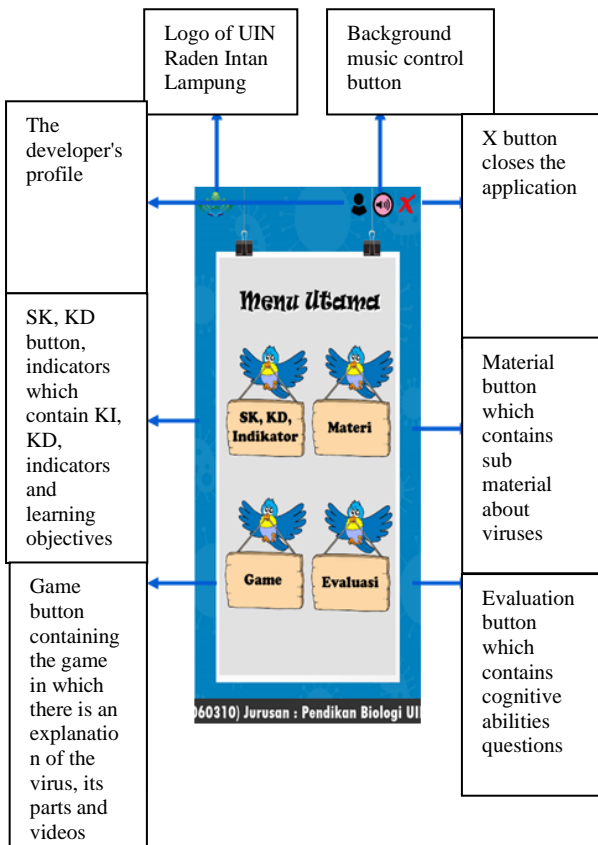 Logo of UIN
Raden Intan
Lampung
Background
music control
button
The
developer's
profile
X button
closes the
application
Menu Utama
SK, KD
button,
indicators
which
contain KI,
KD,
indicators
and
learning
objectives
SK, KD,
Indikator
Materi
Material
button
which
contains
sub
material
about
viruses
Game
button
containing
the game
in which
there is an
explanatio
n of the
virus, its
parts and
videos
Game
Evaluasi
Evaluation
button
which
contains
cognitive
abilities
questions
060310) Jurusan : Pendikan Biologi UI